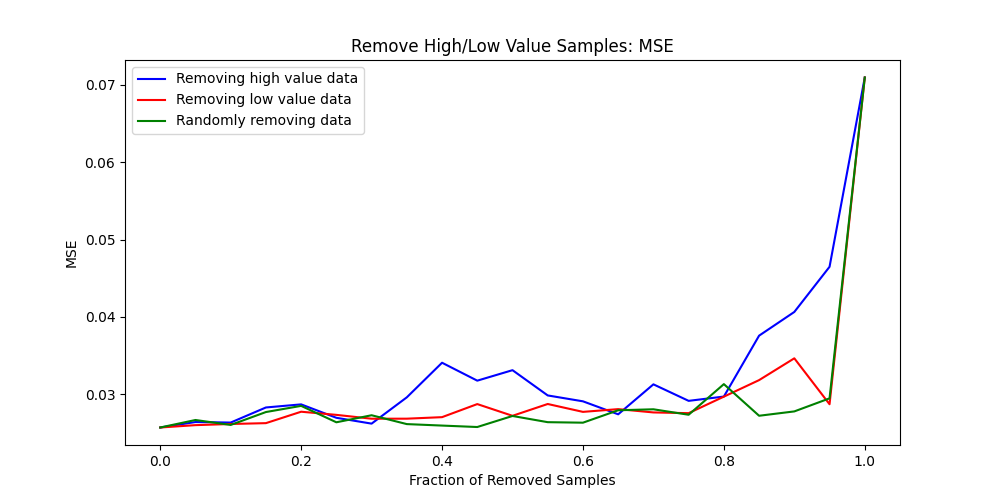 Remove High/Low Value Samples: MSE
Removing high value data
Removing low value data
Randomly removing data
0.07
0.06
0.05
0.04
0.03
MSE
0.0 0.2 0.4 0.6 0.8 1.0
Fraction of Removed Samples